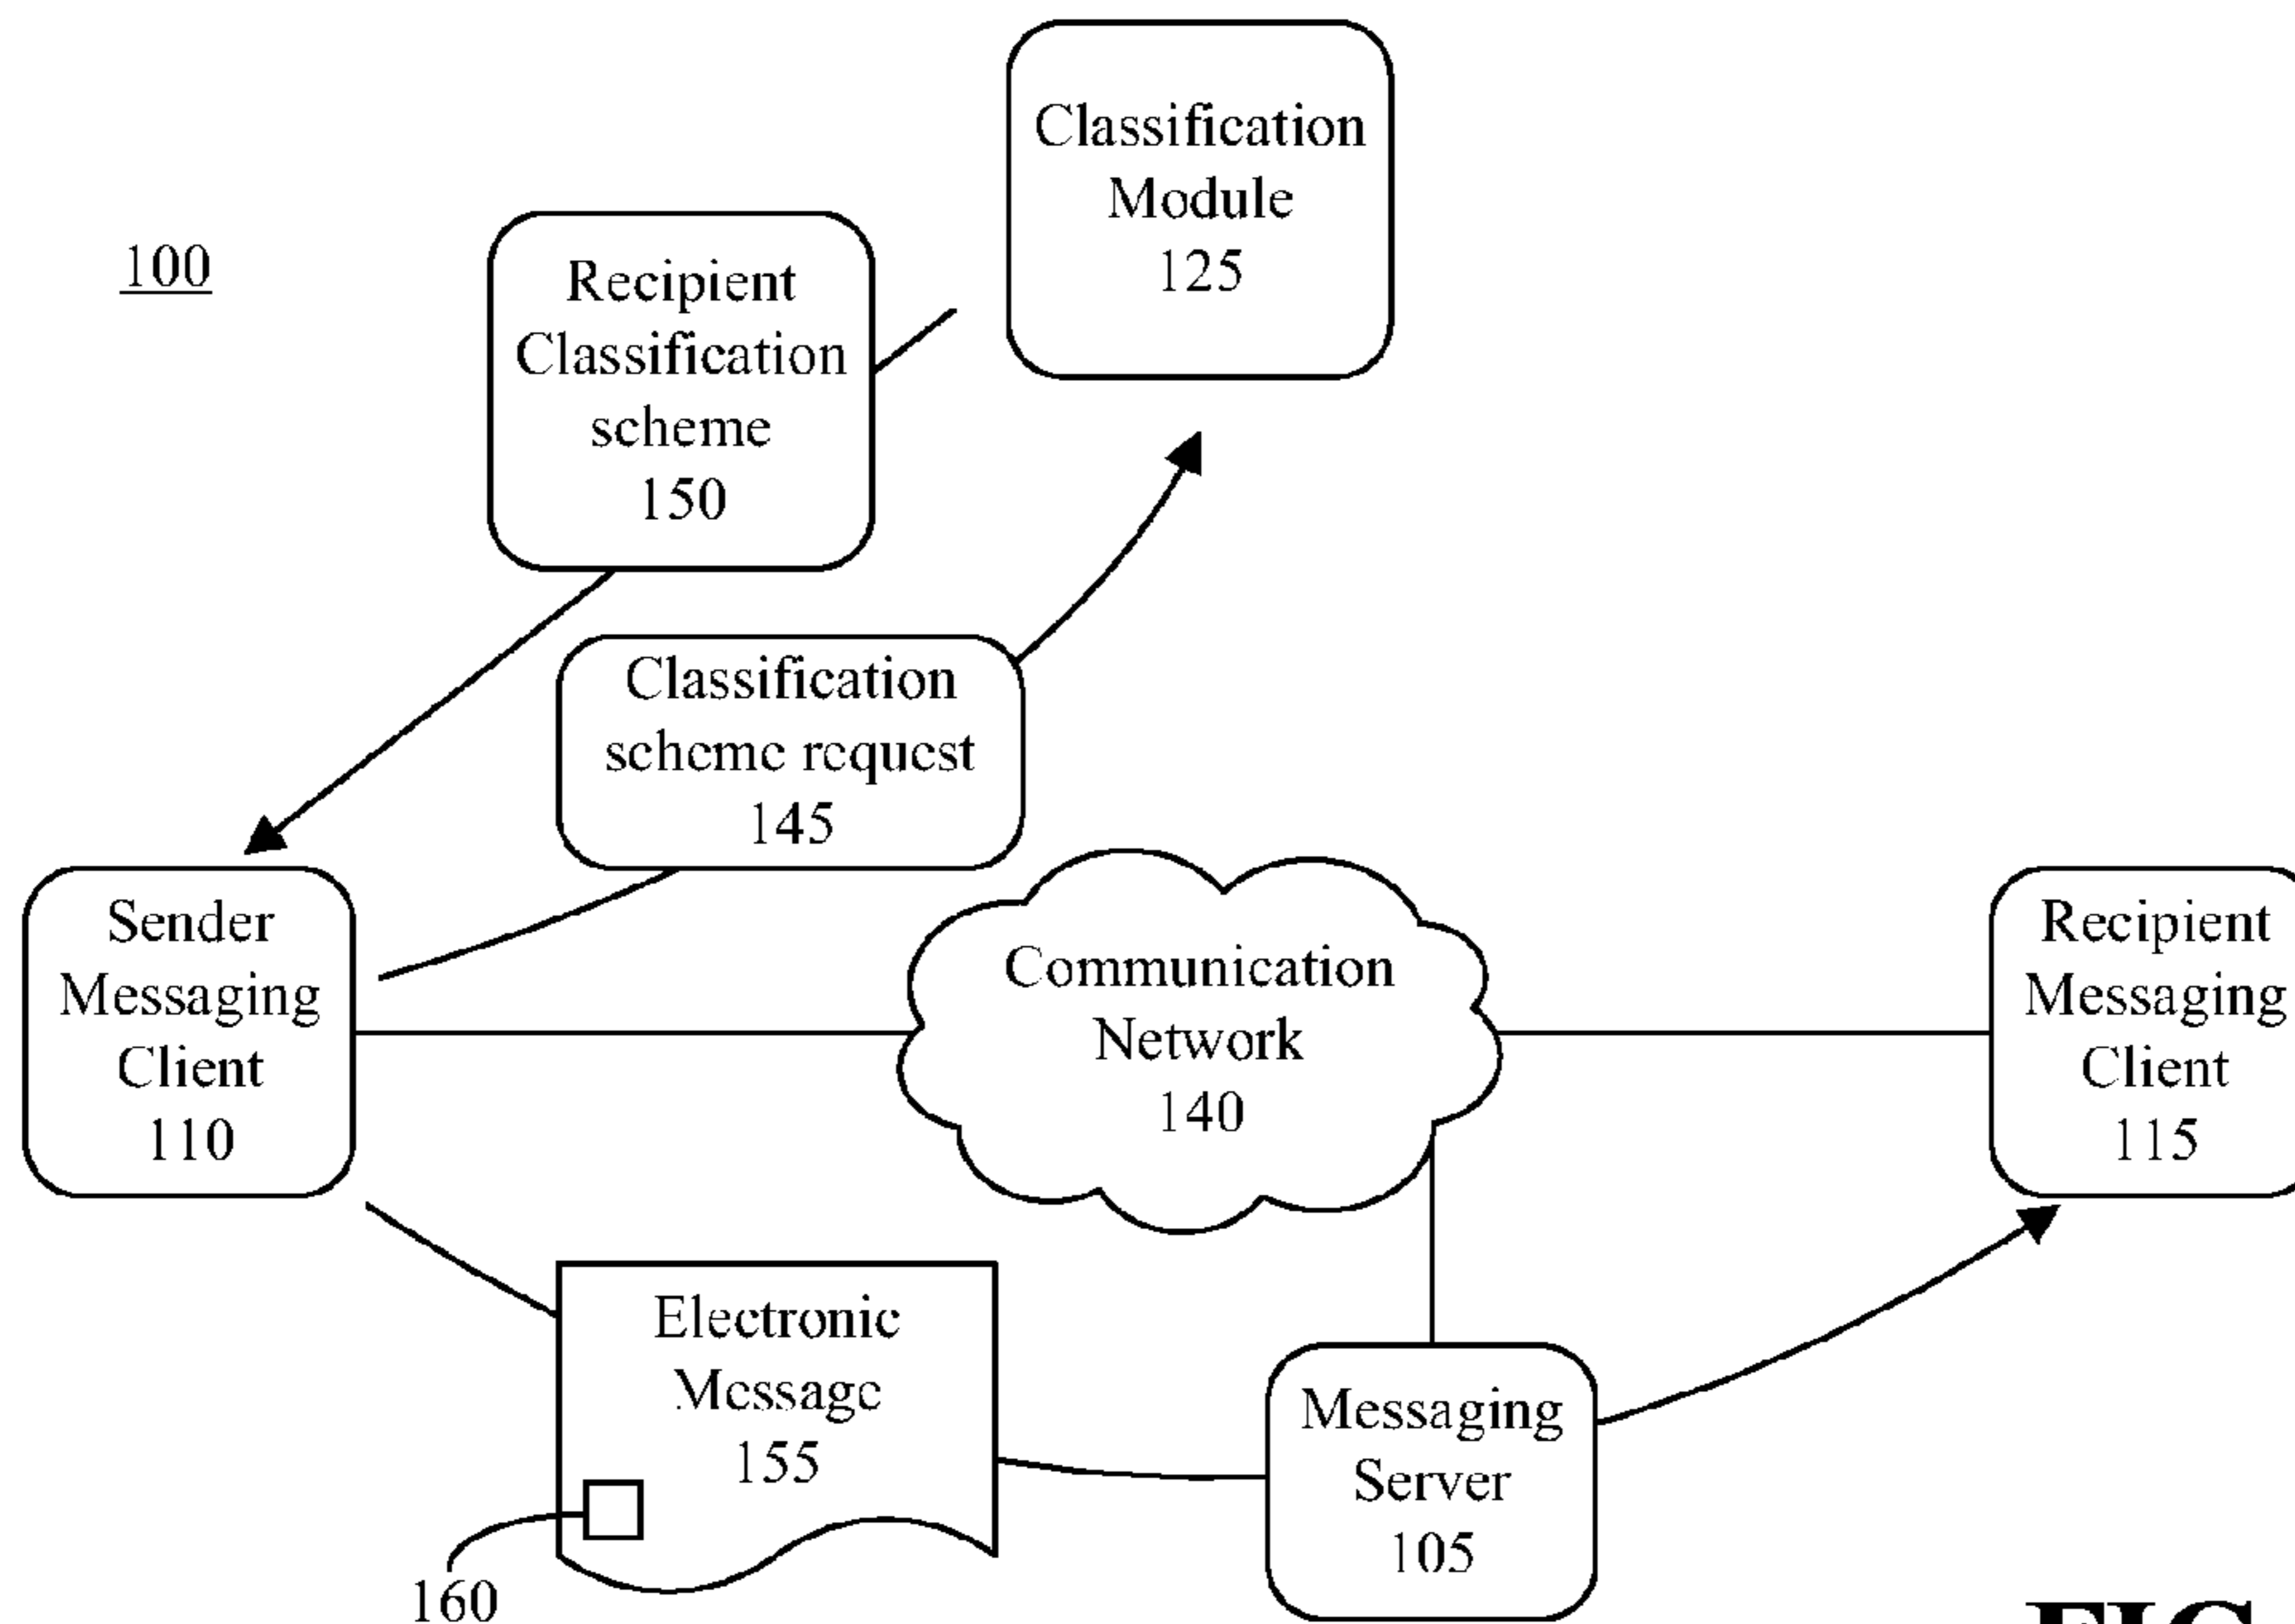 Classification
Module
125
100
Recipient
Classification
scheme
150
Classification
scheme request
145
Sender
Messaging
Client
110
Communication
Network
140
Recipient
Messaging
Client
115
Electronic
Message
155
160
Messaging
Server
105
FIG